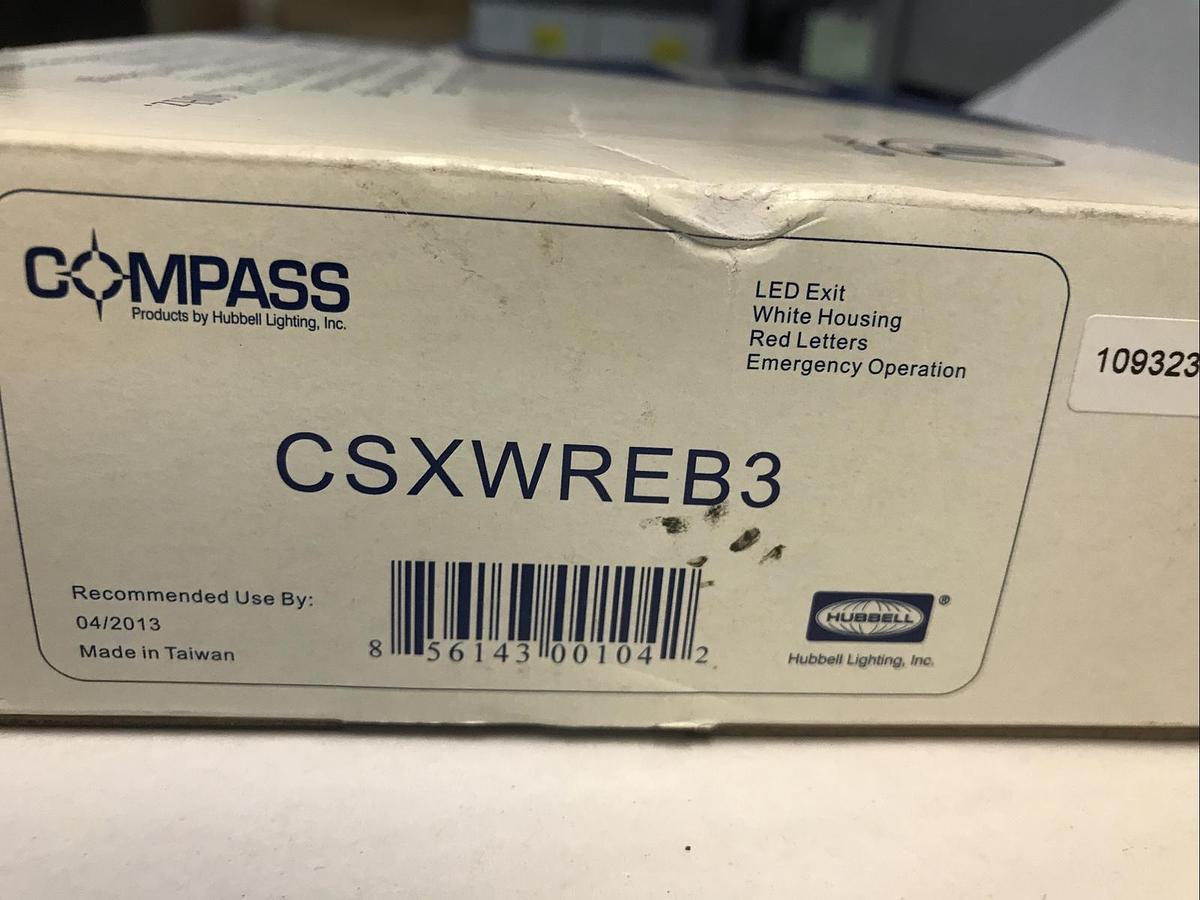 COMPASS
Products by Hubbell Lighting, Inc.
LED Exit
White Housing
Red Letters
Emergency Operation
109323
CSXWREB3
Recommended Use By:
04/2013
Made in Taiwan
8 56143 00104 2
HUBBELL ®
Hubbell Lighting, Inc.